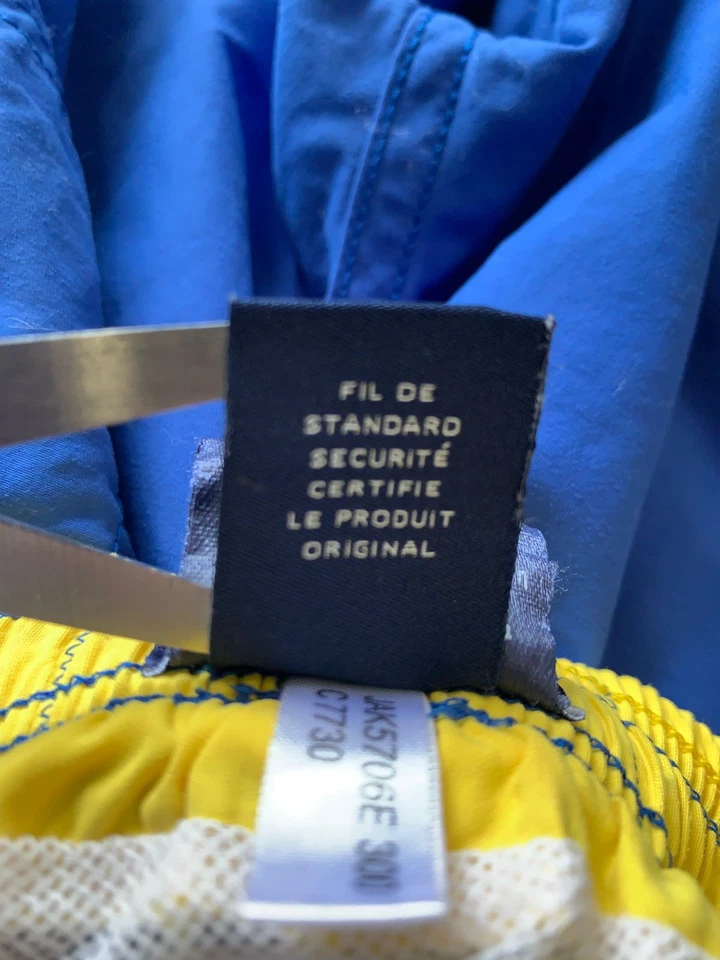 FIL DE
STANDARD
SECURITÉ
CERTIFIE
LE PRODUIT
ORIGINAL
JAK5706E 300
C7730